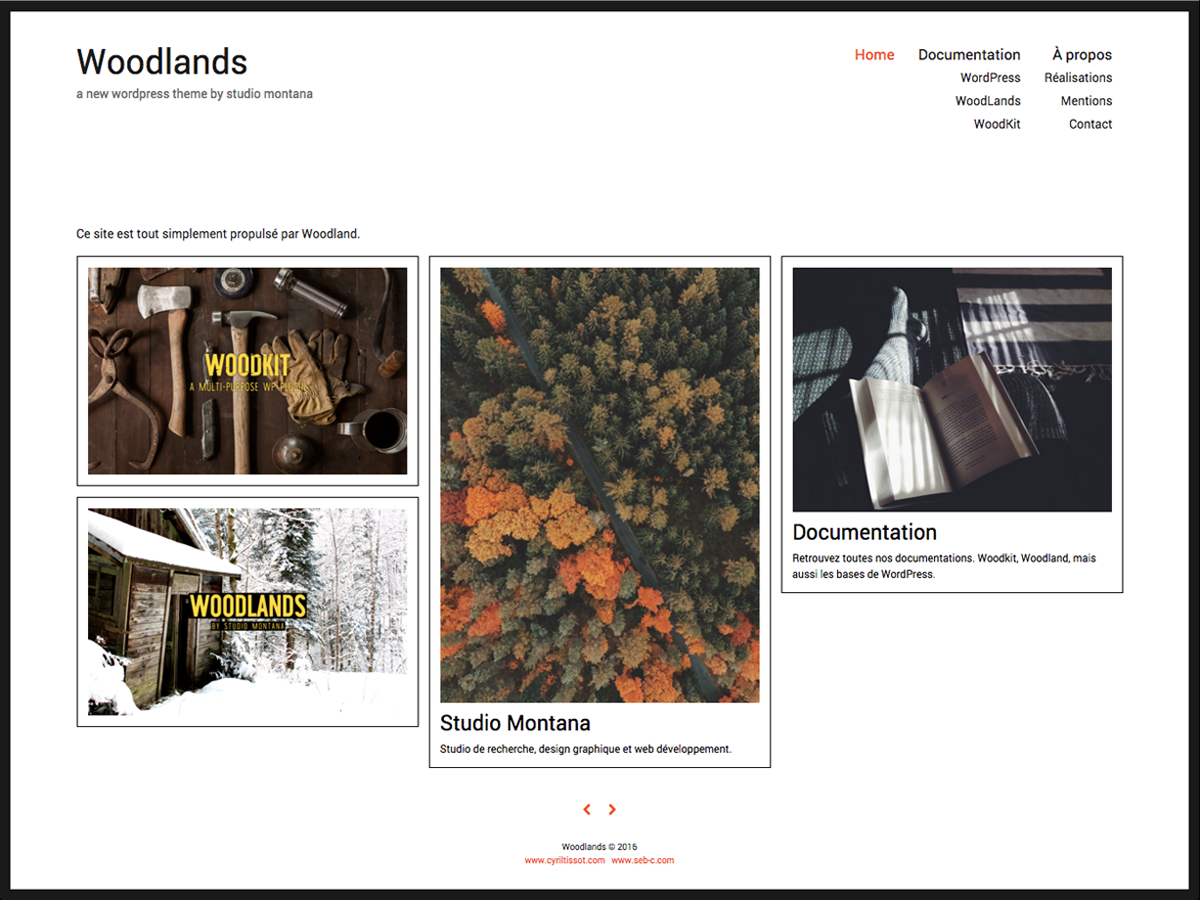 Woodlands
a new wordpress theme by studio montana
Home Documentation À propos
WordPress Réalisations
WoodLands Mentions
WoodKit Contact
Ce site est tout simplement propulsé par Woodland.
WOODKIT
A MULTI-PURPOSE WP PLUGIN
WOODLANDS
BY STUDIO MONTANA
Studio Montana
Studio de recherche, design graphique et web développement.
Documentation
Retrouvez toutes nos documentations. Woodkit, Woodland, mais
aussi les bases de WordPress.
Woodlands © 2016
www.cyriltissot.com www.seb-c.com